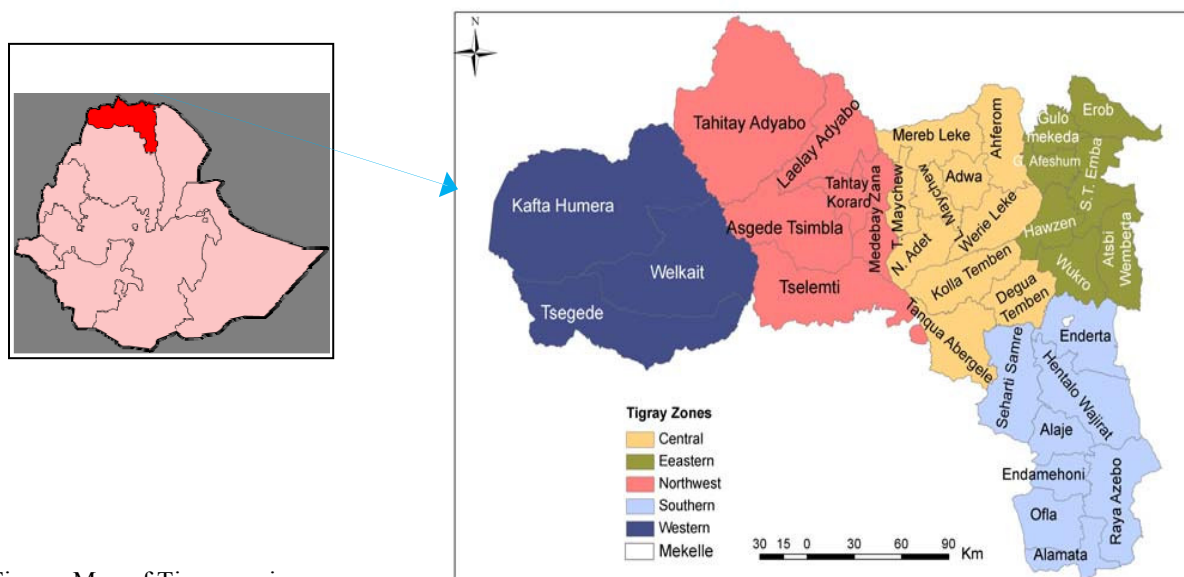 N
Tahitay Adyabo
Laelay Adyabo
Mereb Leke
Ahferom
Gulo
mekeda
Erob
G. Afeshum
S.T. Emba
Kafta Humera
Tahtay
Koraro
Medebay Zana
T. Maychew
L. Maychew
Adwa
Werie Leke
Hawzen
Atsbi
Wemberta
Asgede Tsimbla
N. Adet
Welkait
Kolla Temben
Wukro
Tselemti
Degua
Temben
Tsegede
Tanqua Abergele
Enderta
Seharti Samre
Hentalo Wajirat
Alaje
Endamehoni
Raya Azebo
Ofla
Alamata
Tigray Zones
Central
Eeastern
Northwest
Southern
Western
Mekelle
30 15 0 30 60 90
Km